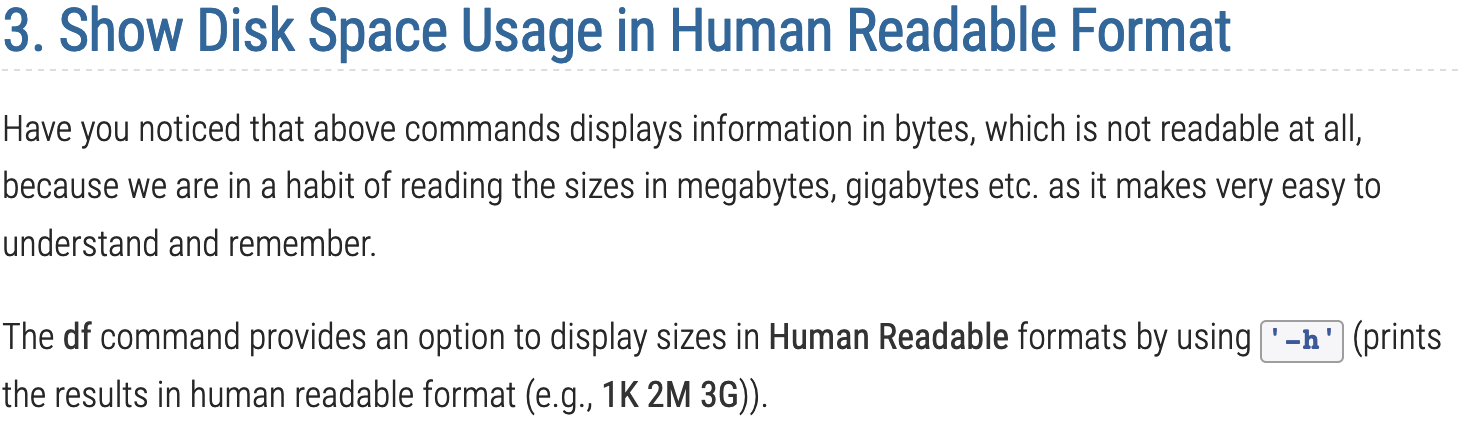 3. Show Disk Space Usage in Human Readable Format
Have you noticed that above commands displays information in bytes, which is not readable at all,
because we are in a habit of reading the sizes in megabytes, gigabytes etc. as it makes very easy to
understand and remember.
The df command provides an option to display sizes in Human Readable formats by using '-h' (prints
the results in human readable format (e.g., 1K 2M 3G)).